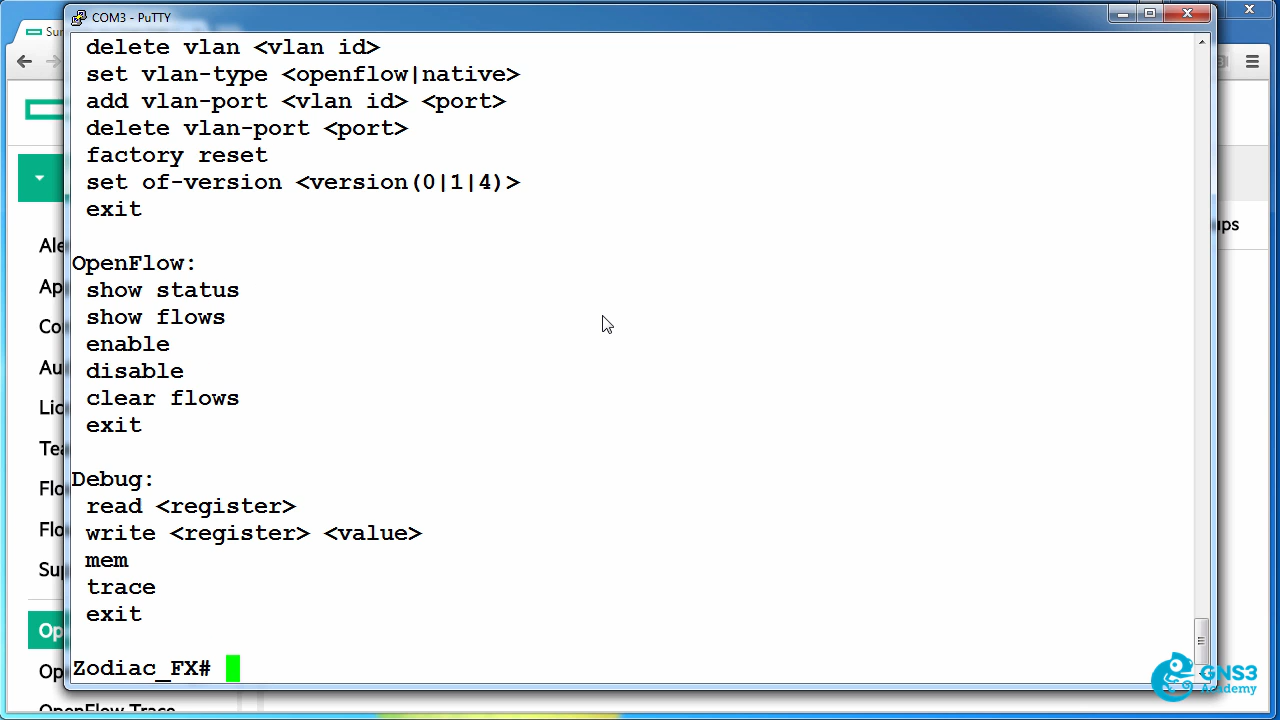 COM3 - PuTTY
delete vlan <vlan id>
set vlan-type <openflow|native>
add vlan-port <vlan id> <port>
delete vlan-port <port>
factory reset
set of-version <version(0|1|4)>
exit
OpenFlow:
show status
show flows
enable
disable
clear flows
exit
Debug:
read <register>
write <register> <value>
mem
trace
exit
Zodiac_FX#
OpenFlow Trace
GNS3
Academy